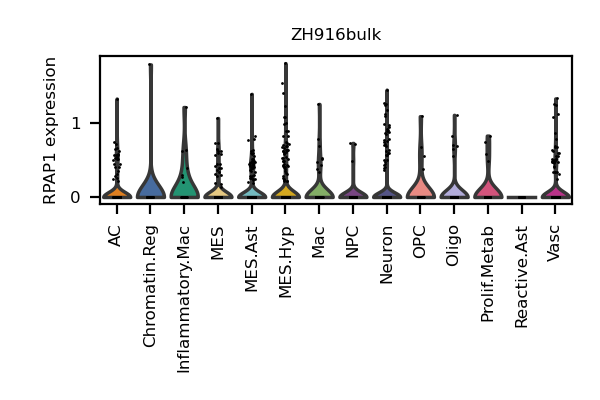 ZH916bulk
RPAP1 expression
1
0
AC
Chromatin.Reg
Inflammatory.Mac
MES
MES.Ast
MES.Hyp
Mac
NPC
Neuron
OPC
Oligo
Prolif.Metab
Reactive.Ast
Vasc